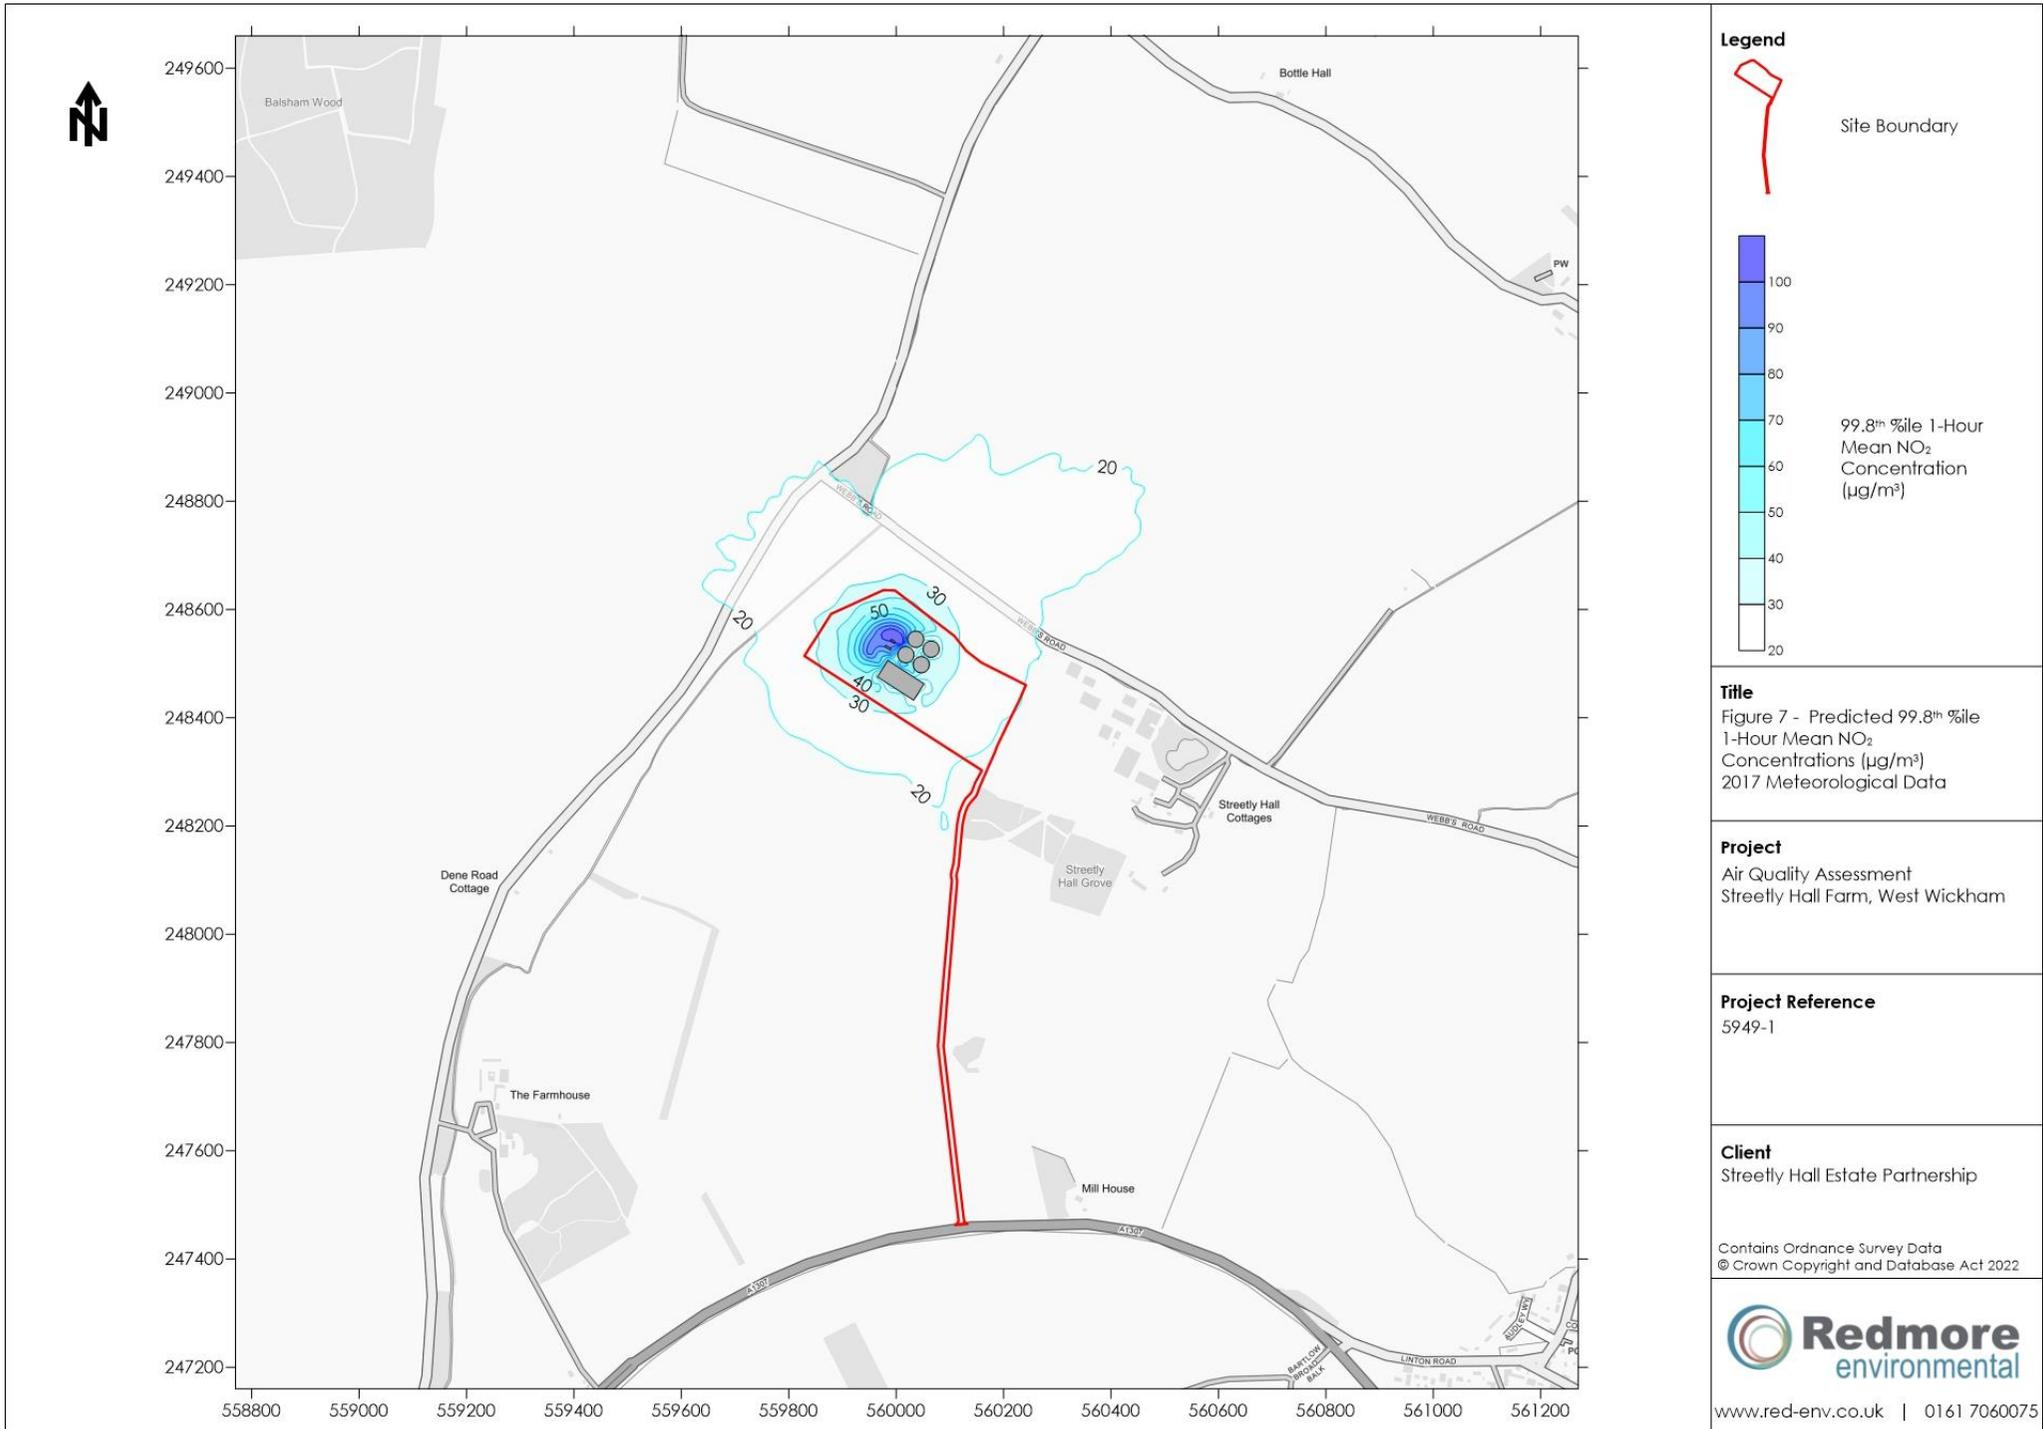 249600
249400
249200
249000
248800
248600
248400
248200
248000
247800
247600
247400
247200
558800 559000 559200 559400 559600 559800 560000 560200 560400 560600 560800 561000 561200
N
Balsham Wood
Bottle Hall
PW
20
WEBB'S ROAD
30
20
50
WEBB'S ROAD
40
30
20
Streetly Hall
Cottages
WEBB'S ROAD
Streetly
Hall Grove
Dene Road
Cottage
The Farmhouse
Mill House
A1307
A1307
AUDLEY WY
BARTLOW
BROAD
BALK
LINTON ROAD
Legend
Site Boundary
100
90
80
70
60
50
40
30
20
99.8th %ile 1-Hour
Mean NO₂
Concentration
(µg/m³)
Title
Figure 7 - Predicted 99.8th %ile
1-Hour Mean NO₂
Concentrations (µg/m³)
2017 Meteorological Data
Project
Air Quality Assessment
Streetly Hall Farm, West Wickham
Project Reference
5949-1
Client
Streetly Hall Estate Partnership
Contains Ordnance Survey Data
© Crown Copyright and Database Act 2022
Redmore
environmental
www.red-env.co.uk | 0161 7060075